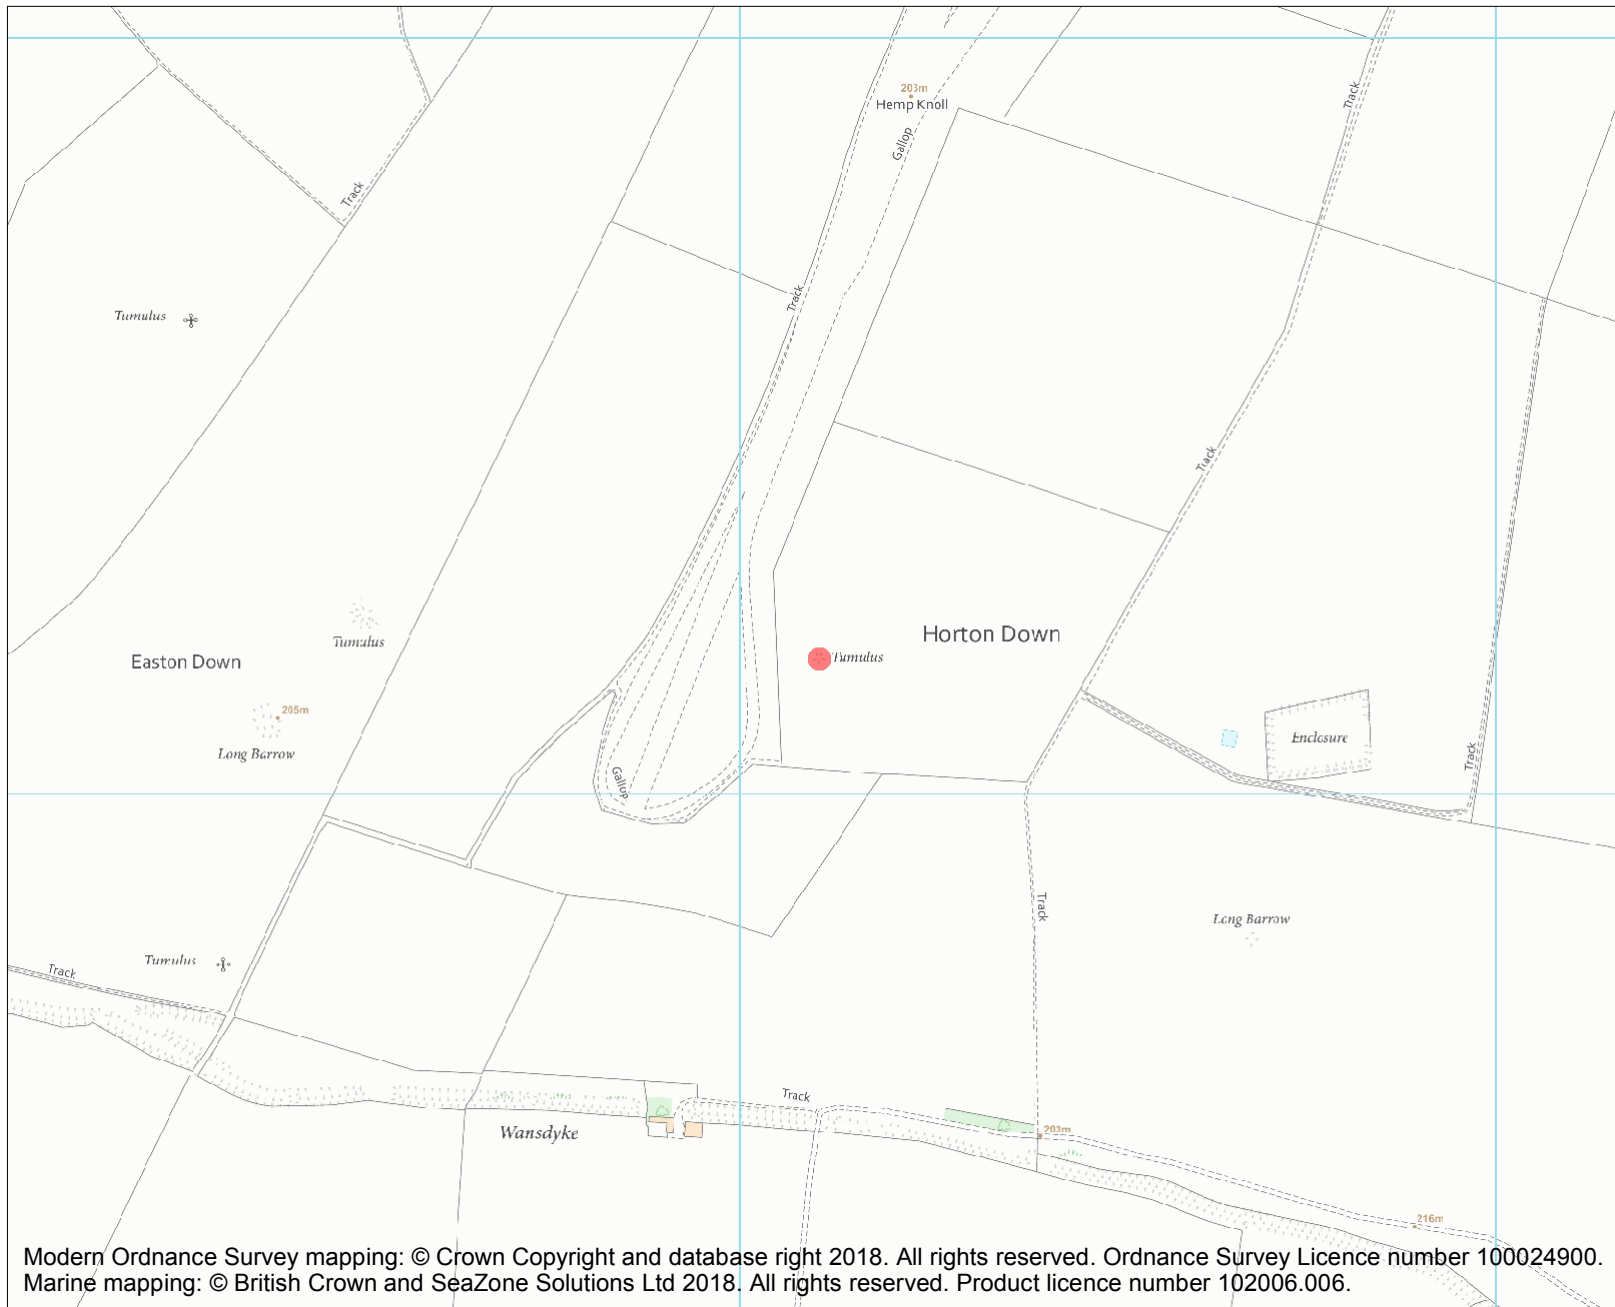 203m
Hemp Knoll
Track
Gallop
Track
Tumulus
Track
Track
Horton Down
Tumulus
Tumulus
Easton Down
205m
Long Barrow
Enclosure
Track
Gallop
Track
Long Barrow
Tumulus
Track
Track
Wansdyke
203m
216m
Modern Ordnance Survey mapping: © Crown Copyright and database right 2018. All rights reserved. Ordnance Survey Licence number 100024900.
Marine mapping: © British Crown and SeaZone Solutions Ltd 2018. All rights reserved. Product licence number 102006.006.